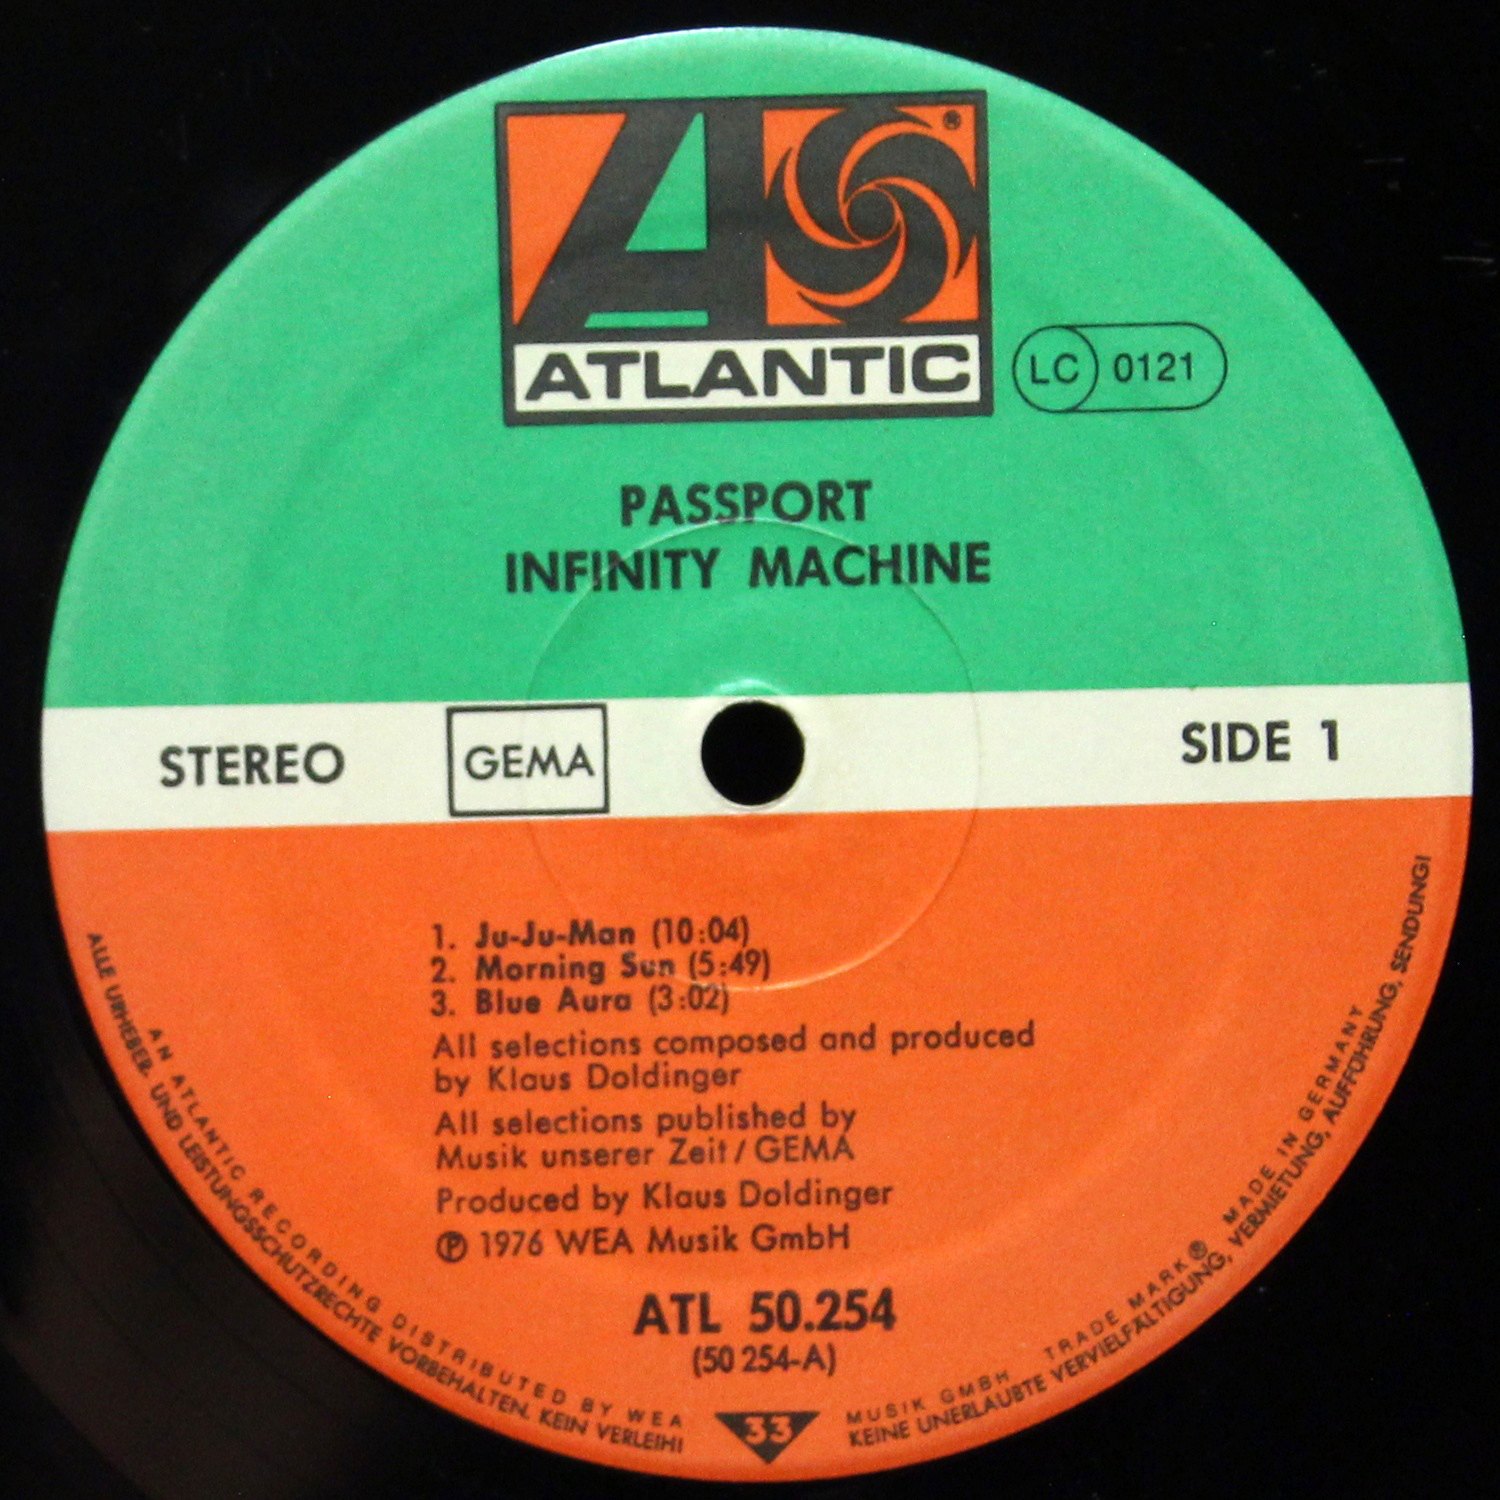 ®
ATLANTIC
LC 0121
PASSPORT
INFINITY MACHINE
STEREO
GEMA
SIDE 1
1. Ju-Ju-Man (10:04)
2. Morning Sun (5:49)
3. Blue Aura (3:02)
All selections composed and produced
by Klaus Doldinger
All selections published by
Musik unserer Zeit / GEMA
Produced by Klaus Doldinger
℗ 1976 WEA Musik GmbH
ATL 50.254
(50 254-A)
AN ATLANTIC RECORDING DISTRIBUTED BY WEA MUSIK GMBH TRADE MARK® MADE IN GERMANY
ALLE URHEBER- UND LEISTUNGSSCHUTZRECHTE VORBEHALTEN. KEIN VERLEIH! KEINE UNERLAUBTE VERVIELFÄLTIGUNG, VERMIETUNG, AUFFÜHRUNG, SENDUNG!
33